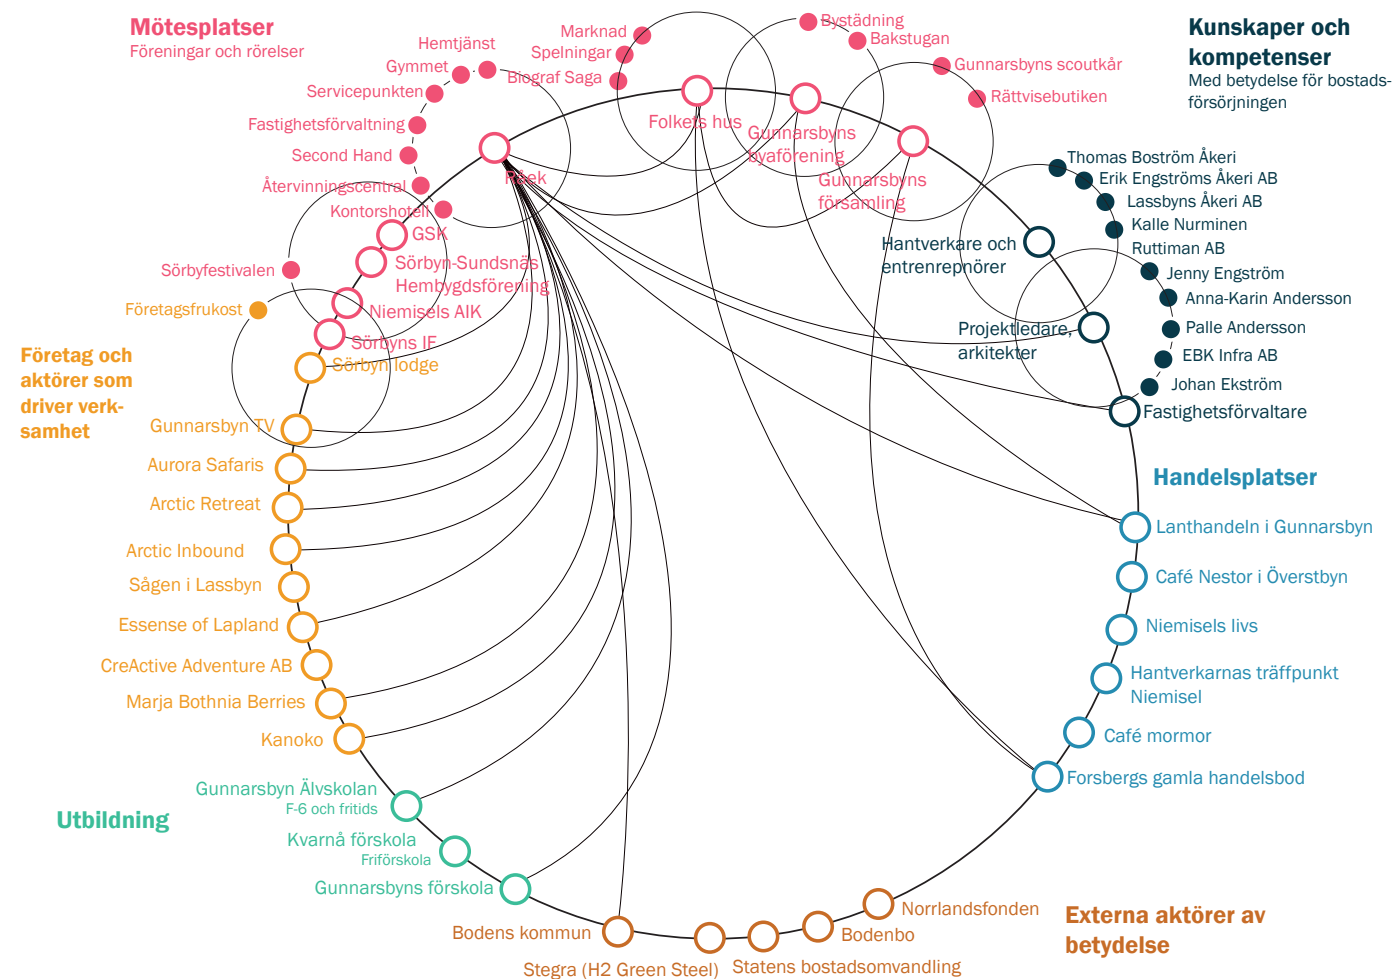 Mötesplatser
Föreningar och rörelser
Hemtjänst
Gymmet
Servicepunkten
Fastighetsförvaltning
Second Hand
Återvinningscentral
Kontorshotell
Sörbyfestivalen
Marknad
Spelningar
Biograf Saga
Bystädning
Bakstugan
Gunnarsbyns scoutkår
Rättvisebutiken
Råek
Folkets hus
Gunnarsbyns
byaförening
Gunnarsbyns
församling
GSK
Sörbyn-Sundsnäs
Hembygdsförening
Niemisels AIK
Sörbyns IF
Kunskaper och
kompetenser
Med betydelse för bostads-
försörjningen
Thomas Boström Åkeri
Erik Engströms Åkeri AB
Lassbyns Åkeri AB
Kalle Nurminen
Ruttiman AB
Jenny Engström
Anna-Karin Andersson
Palle Andersson
EBK Infra AB
Johan Ekström
Hantverkare och
entrenrepnörer
Projektledare,
arkitekter
Fastighetsförvaltare
Företag och
aktörer som
driver verk-
samhet
Företagsfrukost
Sörbyn lodge
Gunnarsbyn TV
Aurora Safaris
Arctic Retreat
Arctic Inbound
Sågen i Lassbyn
Essense of Lapland
CreActive Adventure AB
Marja Bothnia Berries
Kanoko
Handelsplatser
Lanthandeln i Gunnarsbyn
Café Nestor i Överstbyn
Niemisels livs
Hantverkarnas träffpunkt
Niemisel
Café mormor
Forsbergs gamla handelsbod
Utbildning
Gunnarsbyn Älvskolan
F-6 och fritids
Kvarnå förskola
Friförskola
Gunnarsbyns förskola
Externa aktörer av
betydelse
Bodens kommun
Stegra (H2 Green Steel)
Statens bostadsomvandling
Bodenbo
Norrlandsfonden